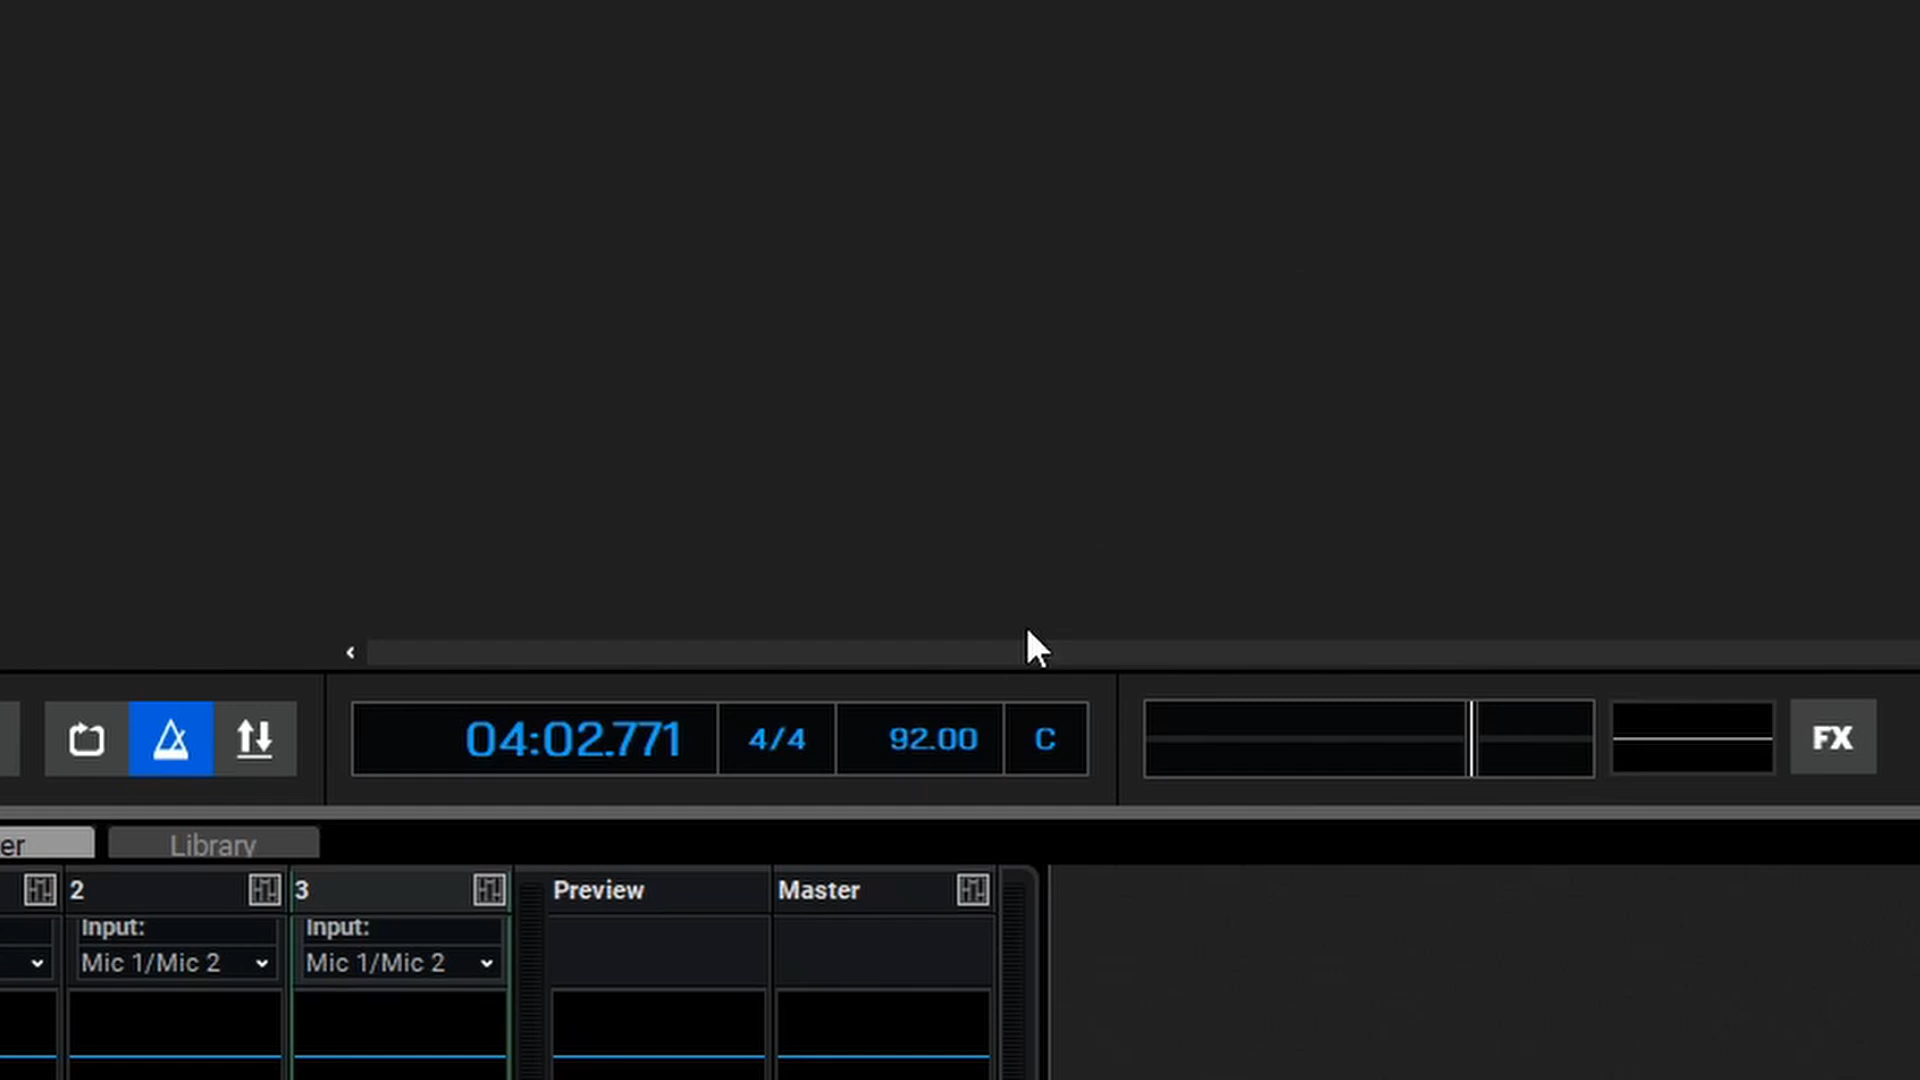 04:02.771 4/4 92.00 C FX
er Library
2 3 Preview Master
Input: Input:
Mic 1/Mic 2 Mic 1/Mic 2